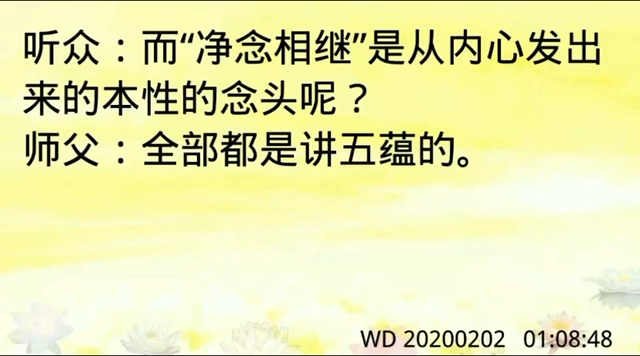 听众：而“净念相继”是从内心发出
来的本性的念头呢？
师父：全部都是讲五蕴的。
WD 20200202 01:08:48